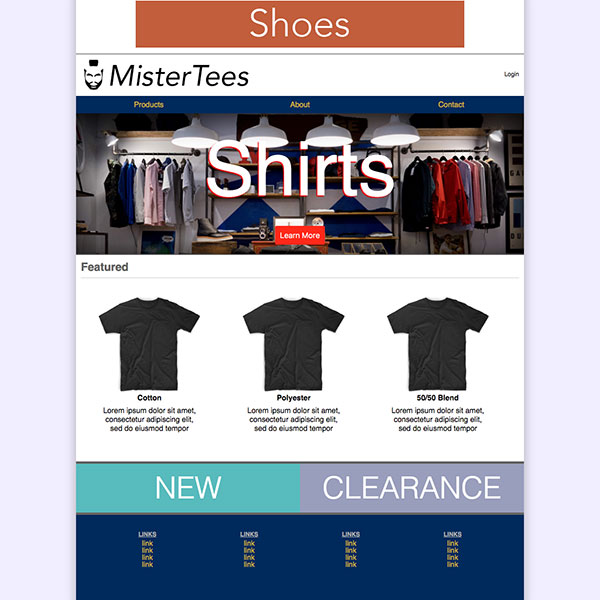 Shoes
MisterTees
Login
Products About Contact
Shirts
Learn More
Featured
Cotton Polyester 50/50 Blend
Lorem ipsum dolor sit amet, Lorem ipsum dolor sit amet, Lorem ipsum dolor sit amet,
consectetur adipiscing elit, consectetur adipiscing elit, consectetur adipiscing elit,
sed do eiusmod tempor sed do eiusmod tempor sed do eiusmod tempor
NEW CLEARANCE
LINKS LINKS LINKS LINKS
link link link link
link link link link
link link link link
link link link link